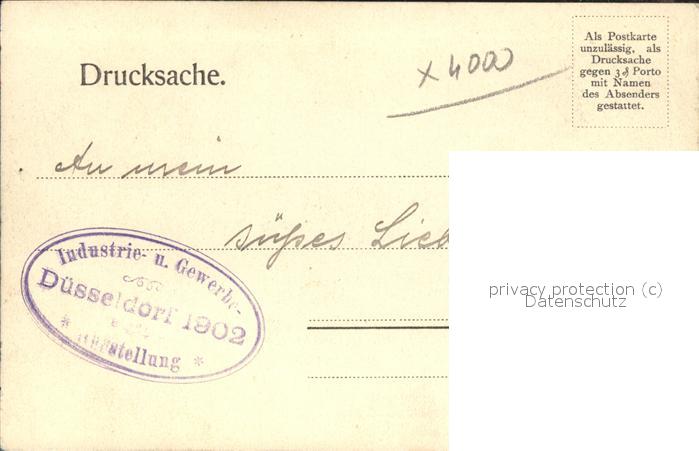 Drucksache.
x 4000
Als Postkarte
unzulässig, als
Drucksache
gegen 3 ₰ Porto
mit Namen
des Absenders
gestattet.
An mein
süßes Lieb
Industrie- u. Gewerbe-
Düsseldorf 1902
* Ausstellung *
privacy protection (c)
Datenschutz